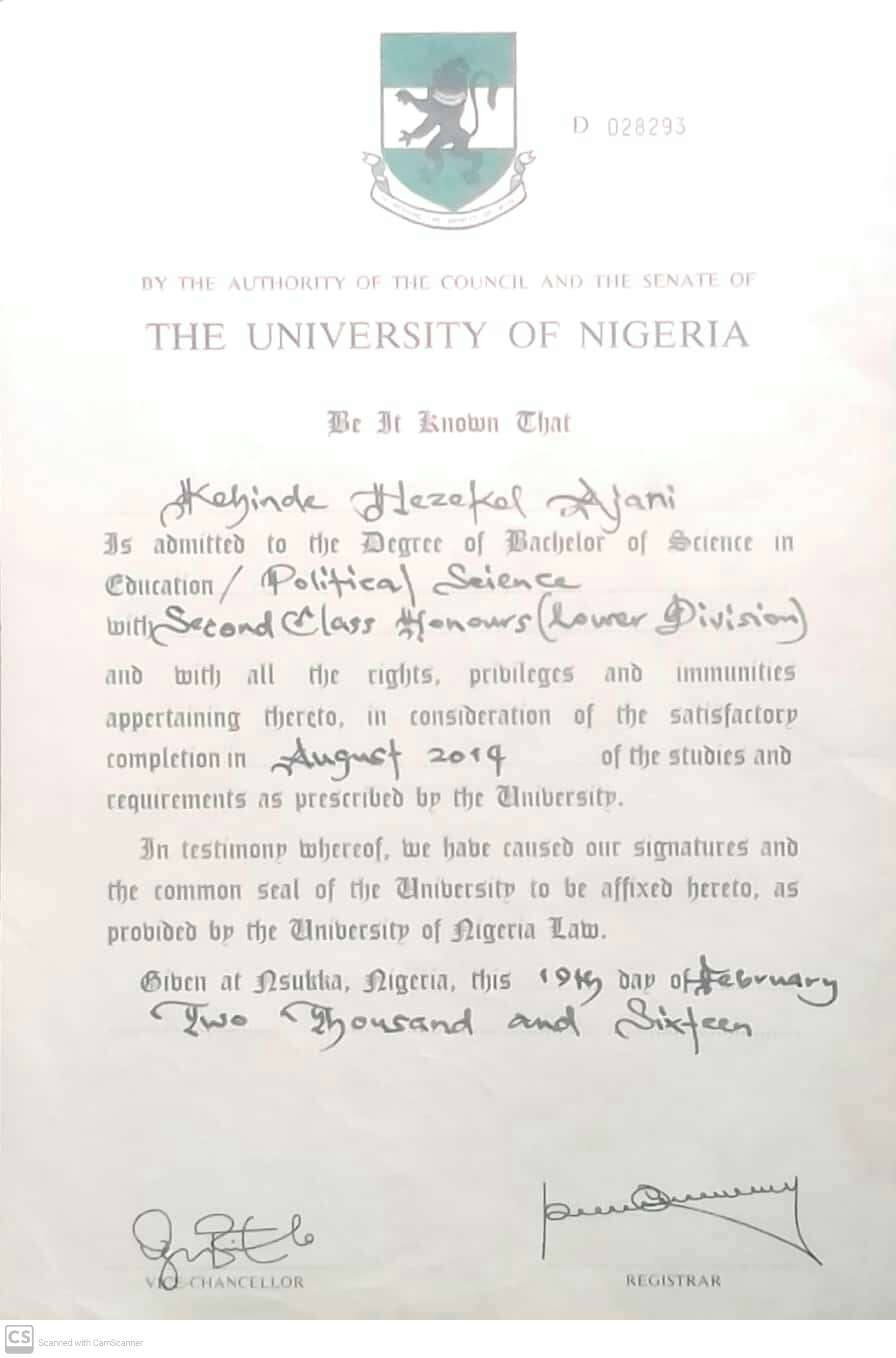 D 028293
BY THE AUTHORITY OF THE COUNCIL AND THE SENATE OF
THE UNIVERSITY OF NIGERIA
Be It Known That
Kehinde Hezekel Ajani
Is admitted to the Degree of Bachelor of Science in
Education/ Political Science
with Second Class Honours (Lower Division)
and with all the rights, privileges and immunities
appertaining thereto, in consideration of the satisfactory
completion in August 2014 of the studies and
requirements as prescribed by the University.
In testimony whereof, we have caused our signatures and
the common seal of the University to be affixed hereto, as
provided by the University of Nigeria Law.
Given at Nsukka, Nigeria, this 19th day of February
Two Thousand and Sixteen
VICE-CHANCELLOR
REGISTRAR
CS Scanned with CamScanner